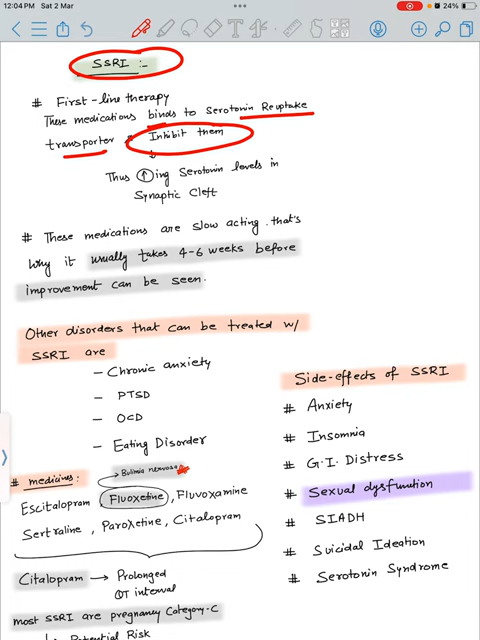 12:04 PM Sat 2 Mar
24%
SSRI :-
# First-line therapy
These medications binds to Serotonin Reuptake
transporter & Inhibit them
Thus ↑ing Serotonin levels in
Synaptic Cleft
# These medications are slow acting that's
Why it usually takes 4-6 weeks before
improvement can be seen.
Other disorders that can be treated w/
SSRI are
- Chronic anxiety
- PTSD
- OCD
- Eating Disorder
→ Bulimia nervosa
# medicines:
Escitalopram, Fluoxetine, Fluvoxamine
Sertraline, Paroxetine, Citalopram
Citalopram → Prolonged
QT interval
most SSRI are pregnancy Category-C
Potential Risk
Side-effects of SSRI
# Anxiety
# Insomnia
# G.I. Distress
# Sexual dysfunction
# SIADH
# Suicidal Ideation
# Serotonin Syndrome